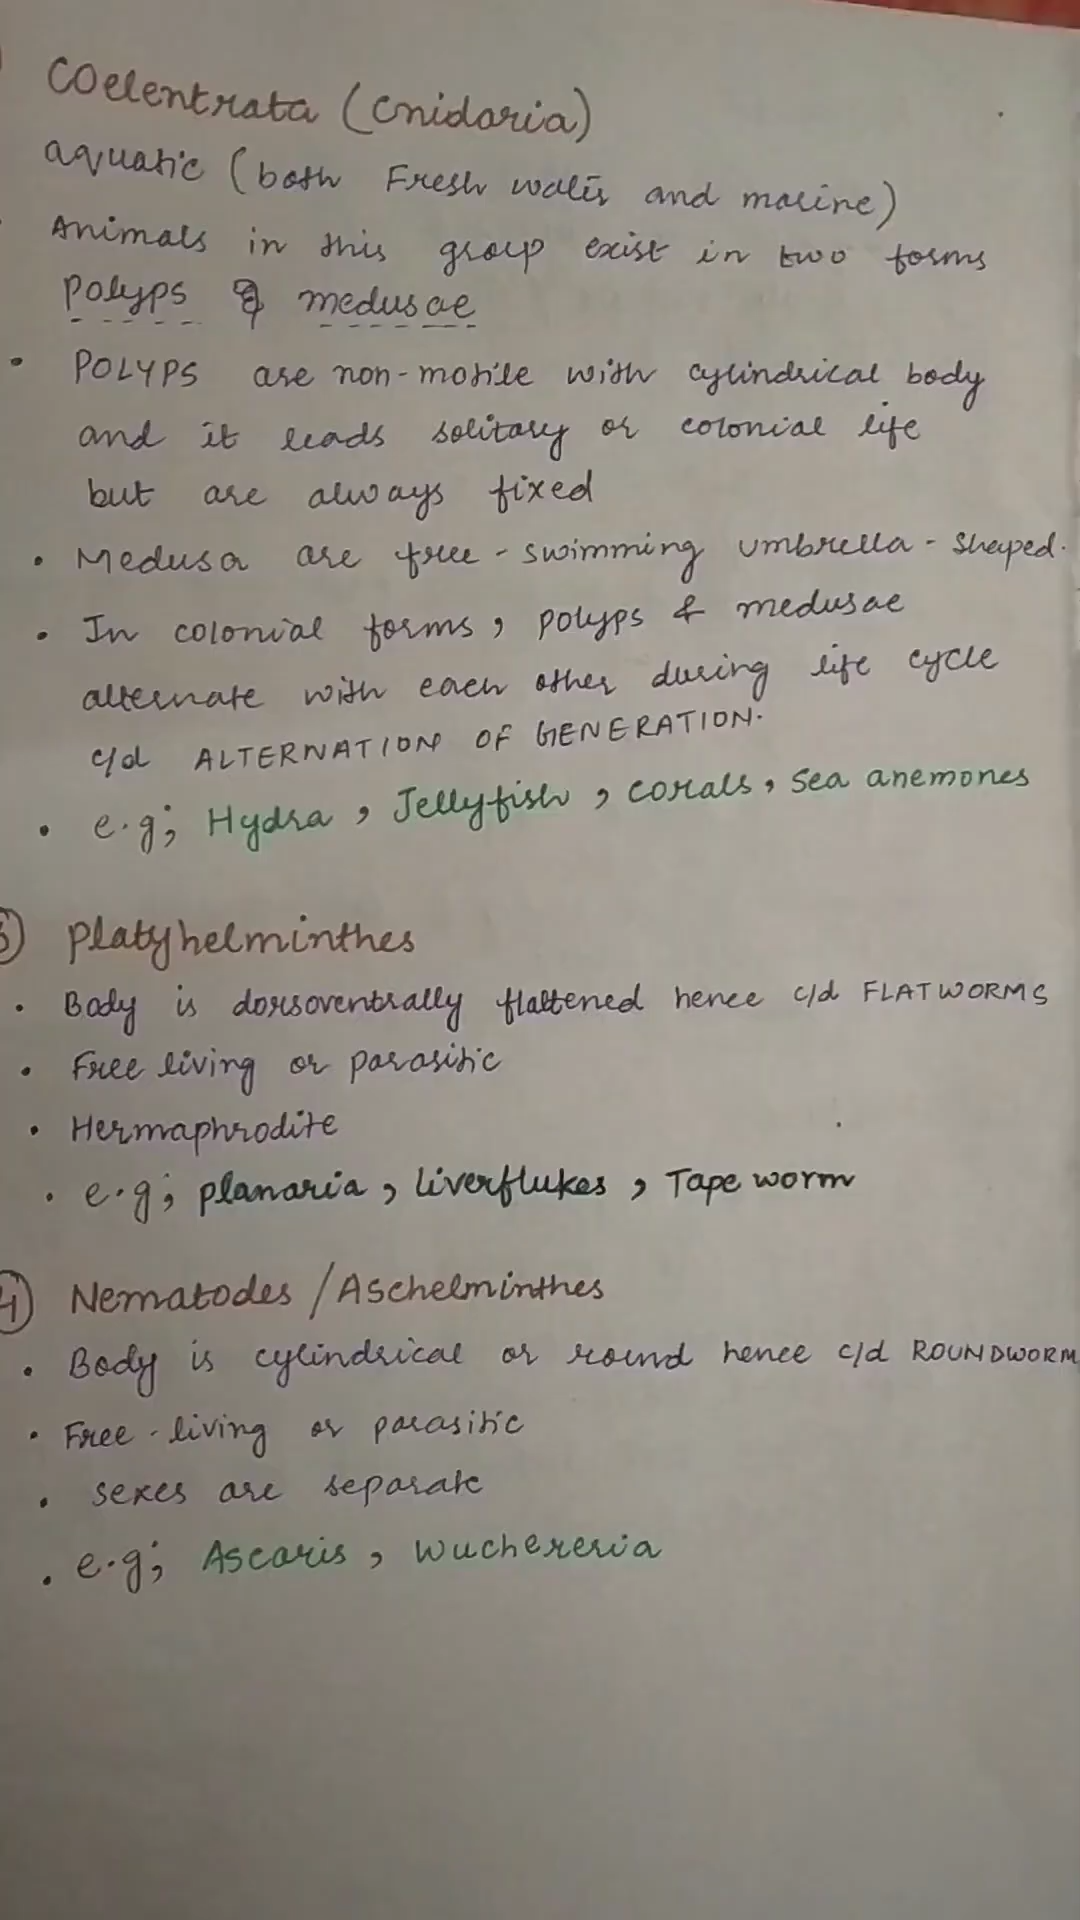 Coelentrata (Cnidaria)
aquatic (both Fresh water and marine)
Animals in this group exist in two forms
Polyps & medusae
• POLYPS are non-motile with cylindrical body
and it leads solitary or colonial life
but are always fixed
• Medusa are free-swimming umbrella-shaped.
• In colonial forms, polyps & medusae
alternate with each other during life cycle
c/d ALTERNATION OF GENERATION.
• e.g; Hydra, Jellyfish, corals, Sea anemones
3) Platyhelminthes
• Body is dorsoventrally flattened hence c/d FLATWORMS
• Free living or parasitic
• Hermaphrodite
• e.g; planaria, liverflukes, Tape worm
4) Nematodes / Aschelminthes
• Body is cylindrical or round hence c/d ROUNDWORM
• Free-living or parasitic
• sexes are separate
• e.g; Ascaris, Wuchereria